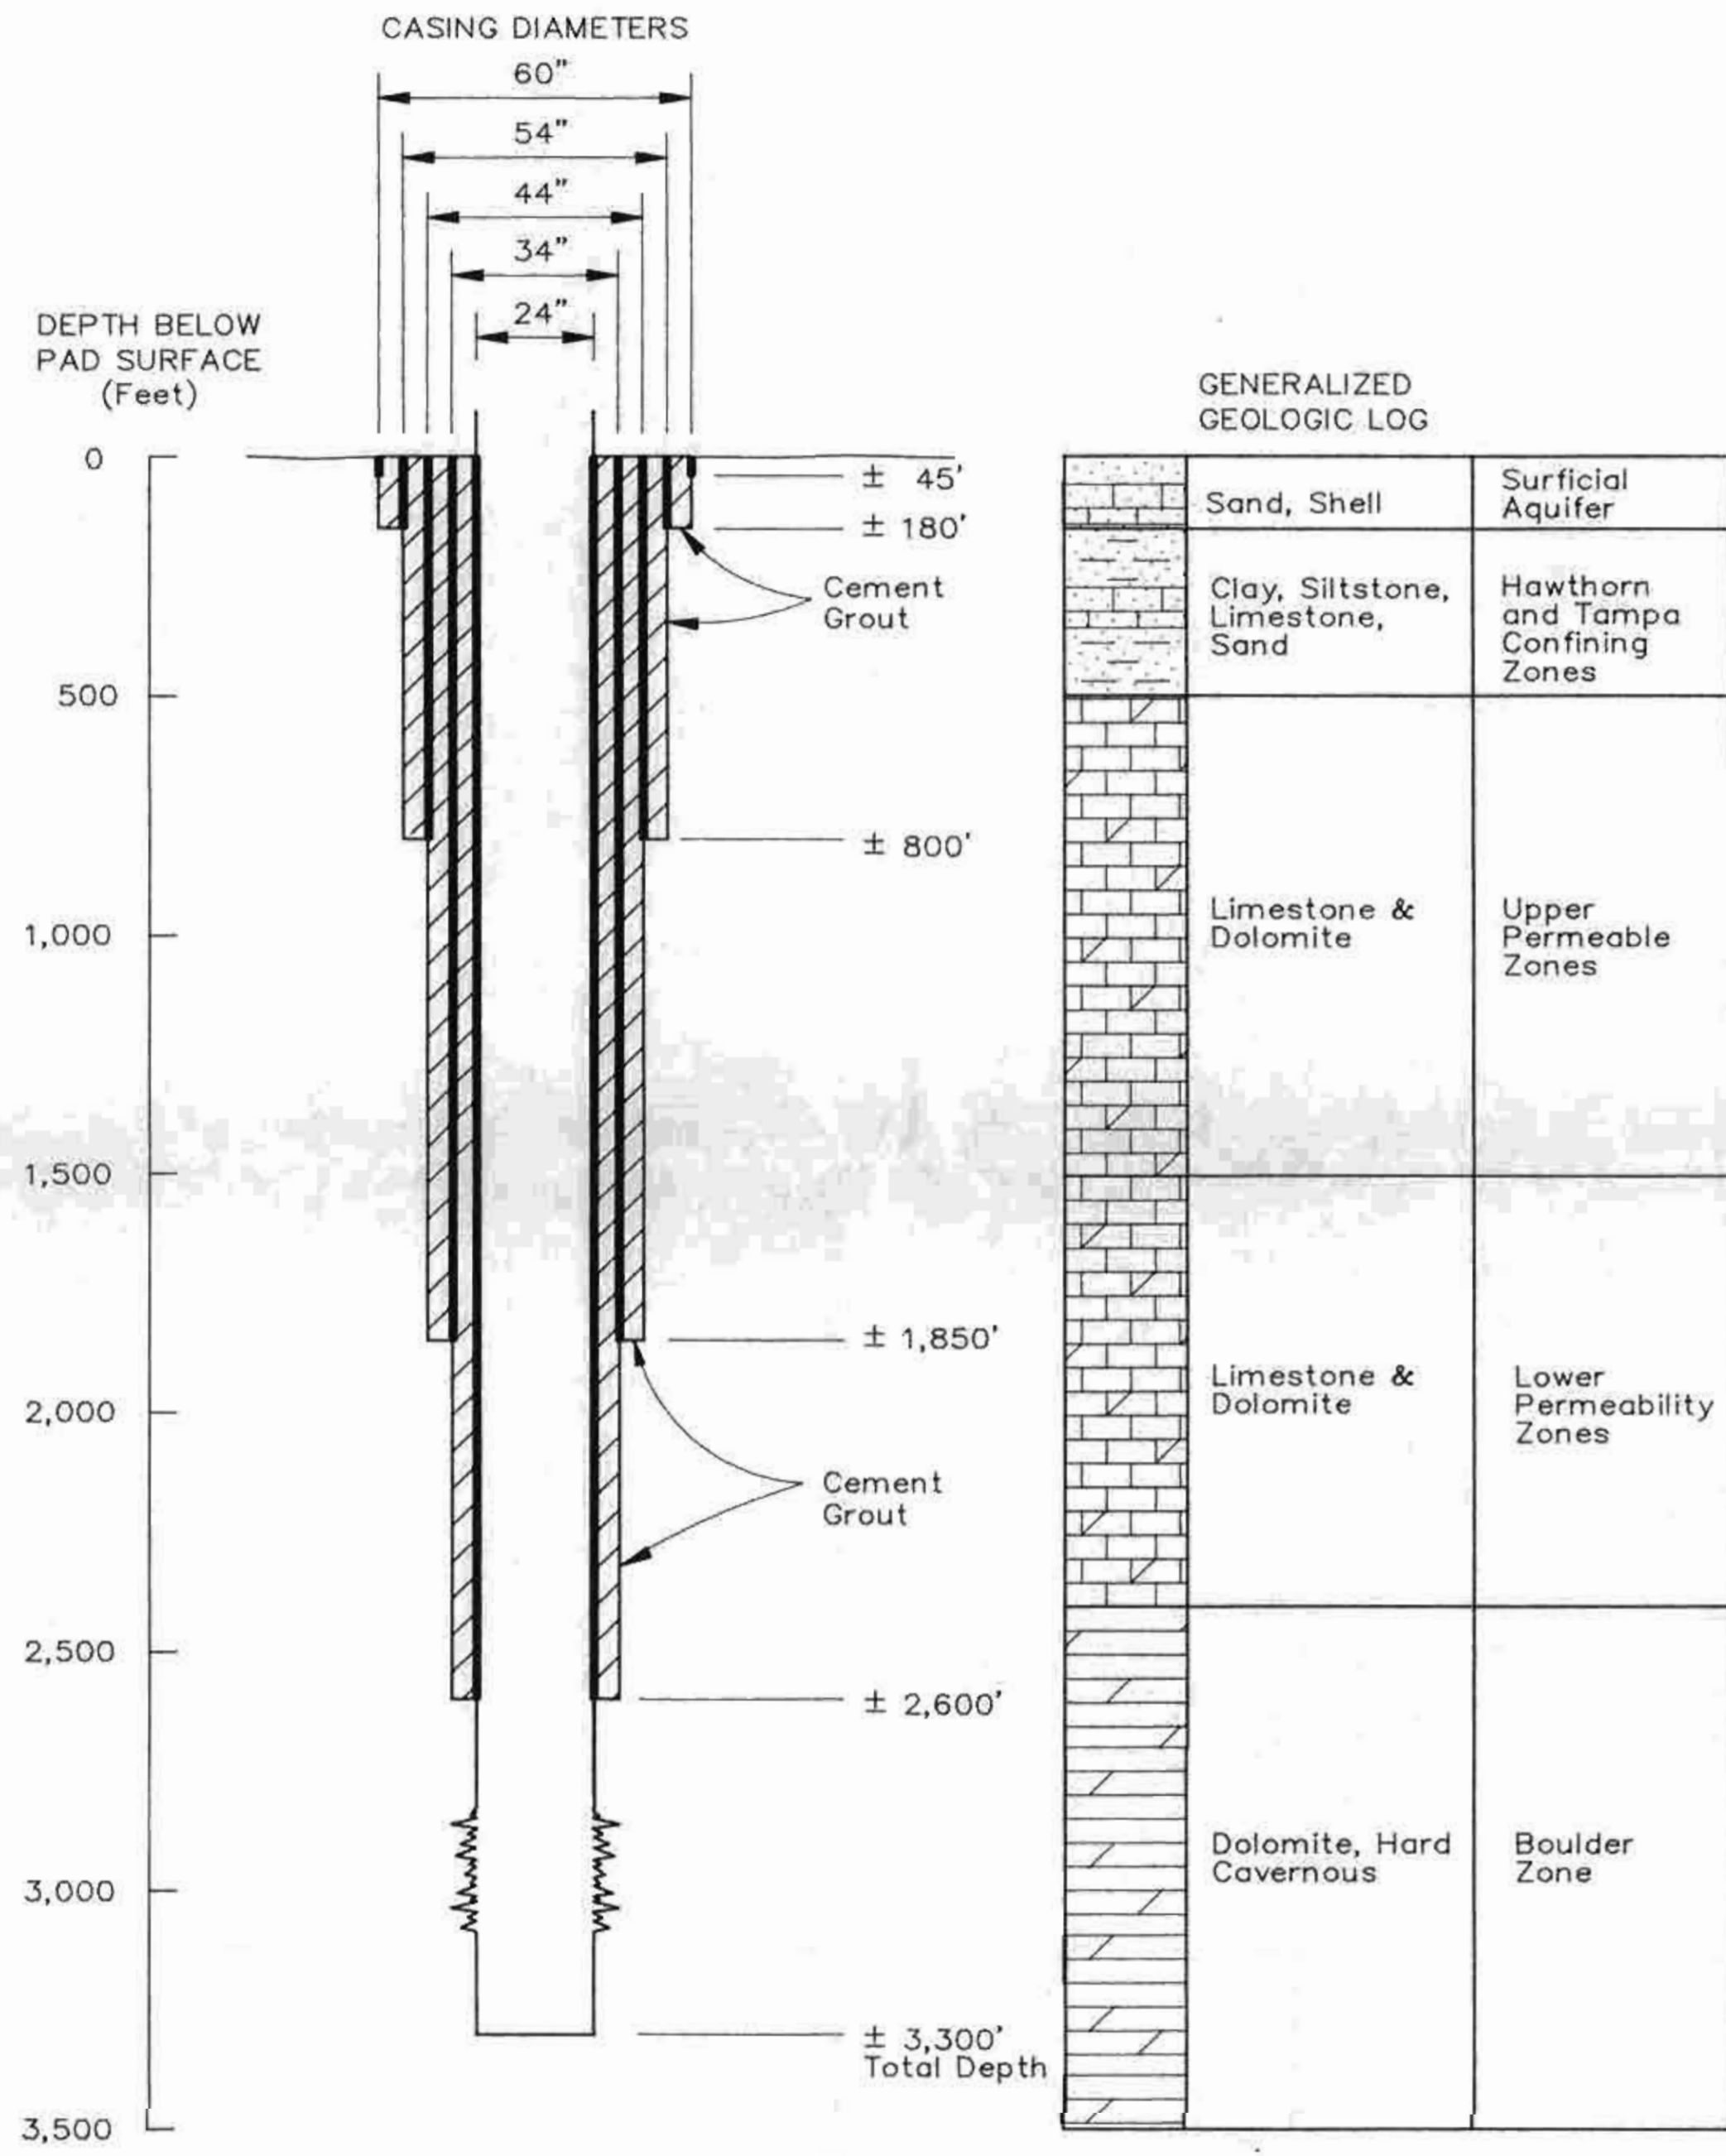 CASING DIAMETERS
60"
54"
44"
34"
24"
DEPTH BELOW
PAD SURFACE
(Feet)
0
500
1,000
1,500
2,000
2,500
3,000
3,500
± 45'
± 180'
Cement
Grout
± 800'
± 1,850'
Cement
Grout
± 2,600'
± 3,300'
Total Depth
GENERALIZED
GEOLOGIC LOG
Sand, Shell
Surficial
Aquifer
Clay, Siltstone,
Limestone,
Sand
Hawthorn
and Tampa
Confining
Zones
Limestone &
Dolomite
Upper
Permeable
Zones
Limestone &
Dolomite
Lower
Permeability
Zones
Dolomite, Hard
Cavernous
Boulder
Zone